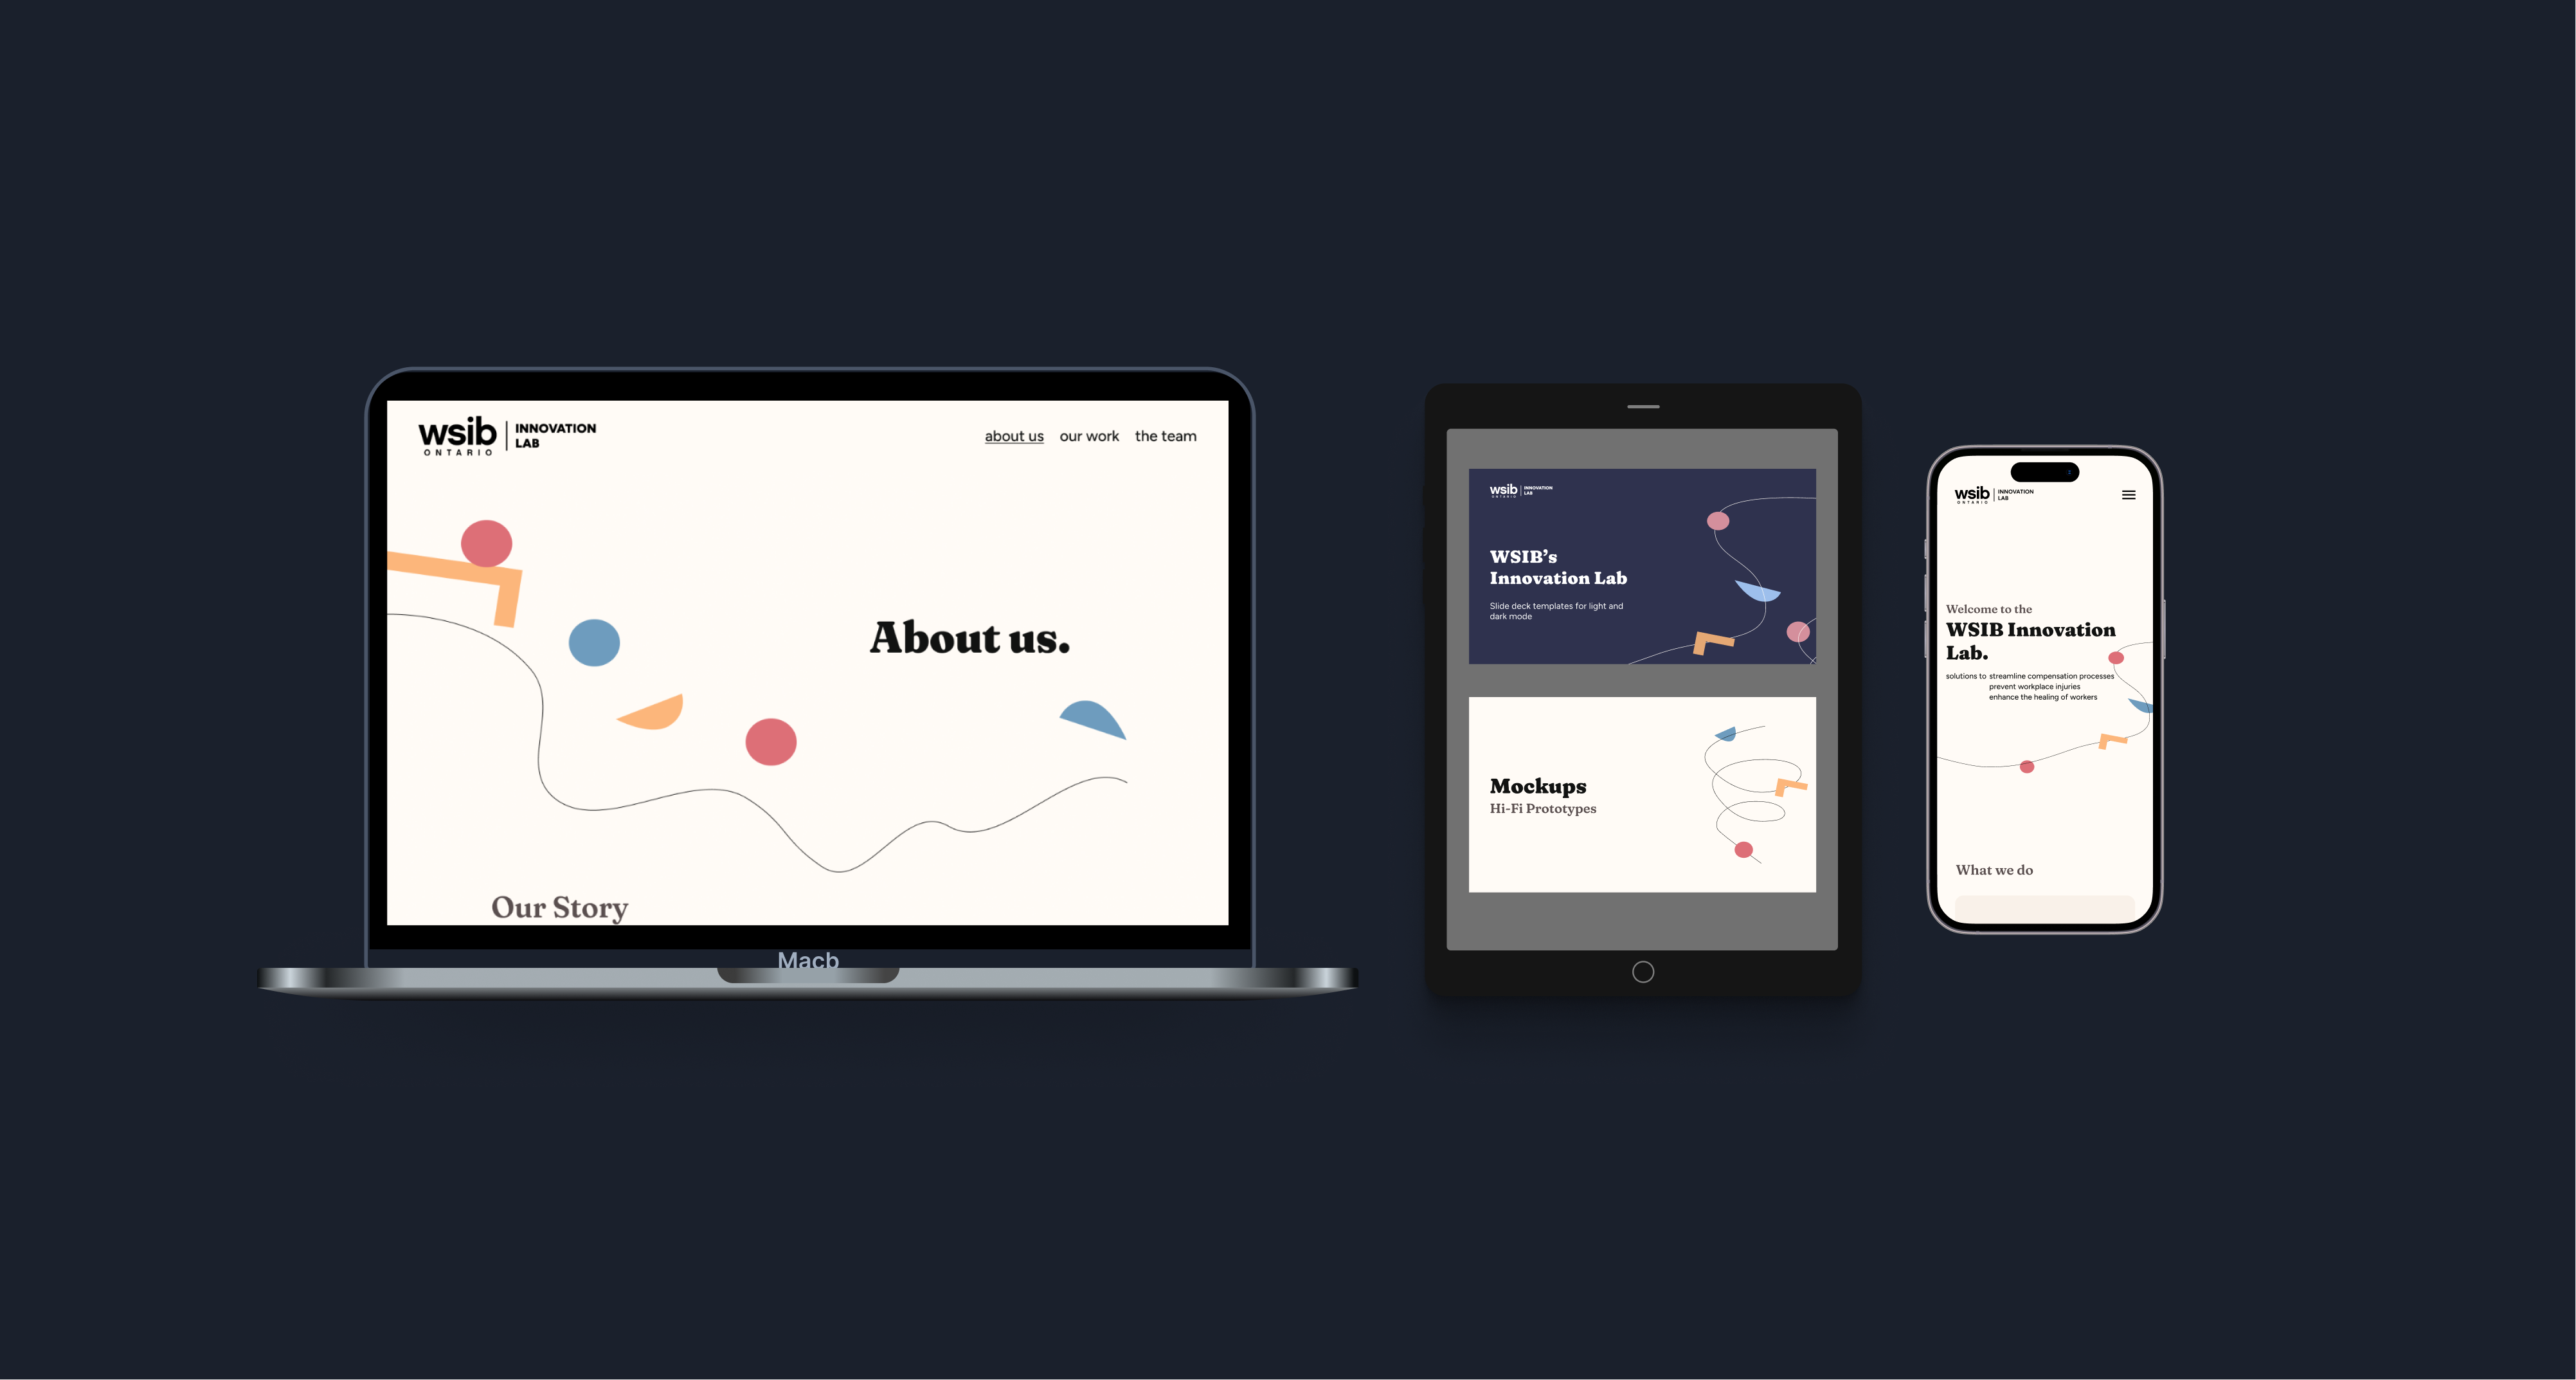 wsib
ONTARIO
INNOVATION
LAB
about us our work the team
About us.
Our Story
Macb
wsib
ONTARIO
INNOVATION
LAB
WSIB’s
Innovation Lab
Slide deck templates for light and
dark mode
Mockups
Hi-Fi Prototypes
wsib
ONTARIO
INNOVATION
LAB
Welcome to the
WSIB Innovation
Lab.
solutions to streamline compensation processes
prevent workplace injuries
enhance the healing of workers
What we do